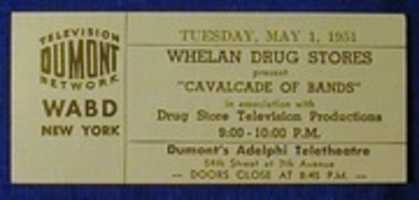 TELEVISION
DUMONT
NETWORK
WABD
NEW YORK
TUESDAY, MAY 1, 1951
WHELAN DRUG STORES
present
"CAVALCADE OF BANDS"
in association with
Drug Store Television Productions
9:00-10:00 P.M.
Dumont's Adelphi Teletheatre
54th Street at 7th Avenue
— DOORS CLOSE AT 8:45 P.M. —